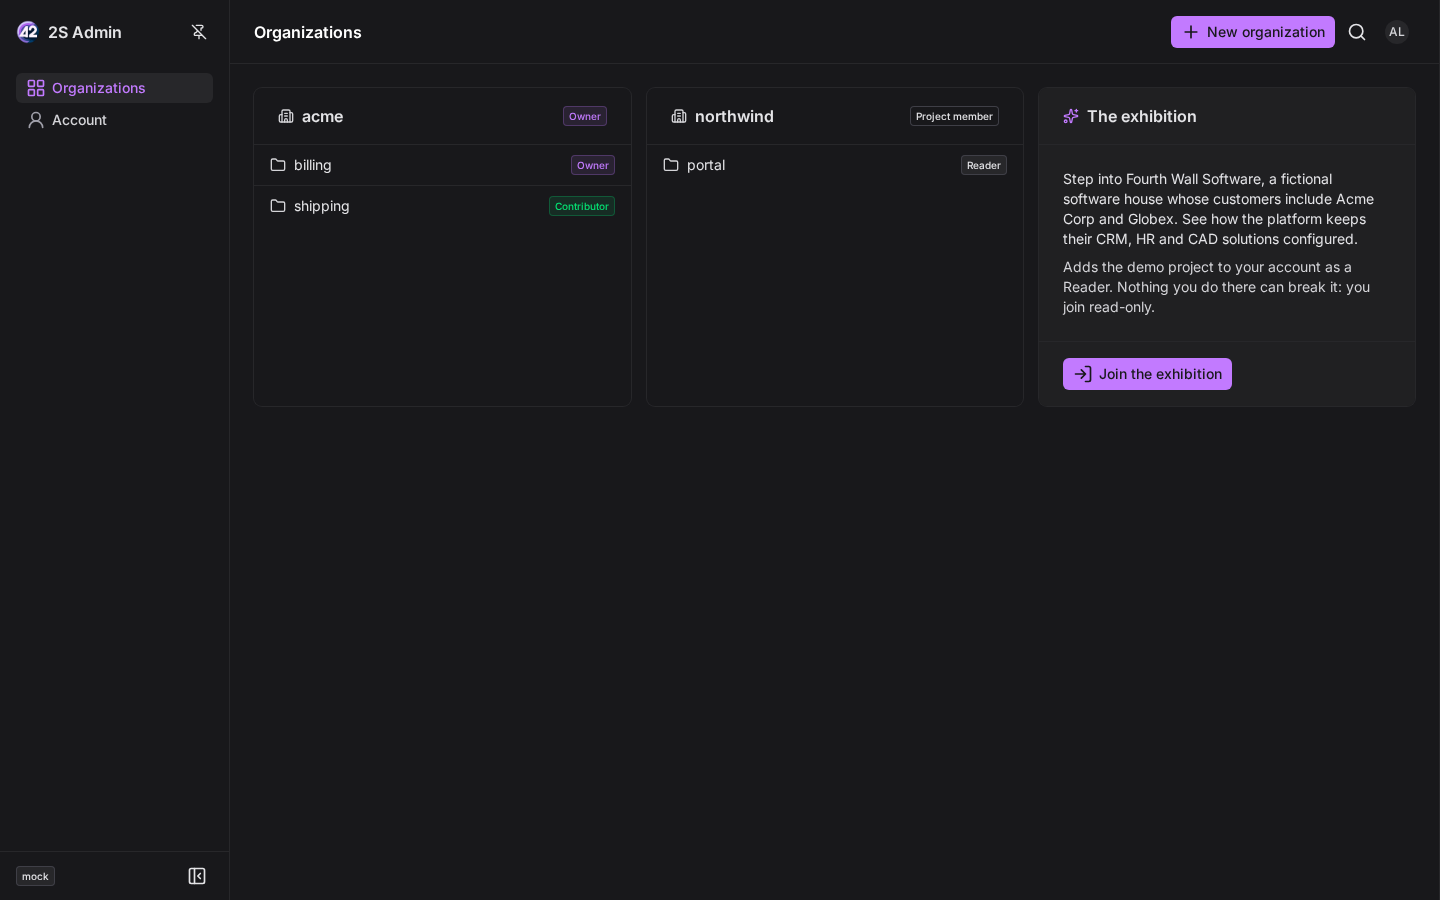 2S Admin
Organizations
Account
mock
Organizations
New organization
AL
acme
Owner
billing
Owner
shipping
Contributor
northwind
Project member
portal
Reader
The exhibition
Step into Fourth Wall Software, a fictional
software house whose customers include Acme
Corp and Globex. See how the platform keeps
their CRM, HR and CAD solutions configured.
Adds the demo project to your account as a
Reader. Nothing you do there can break it: you
join read-only.
Join the exhibition